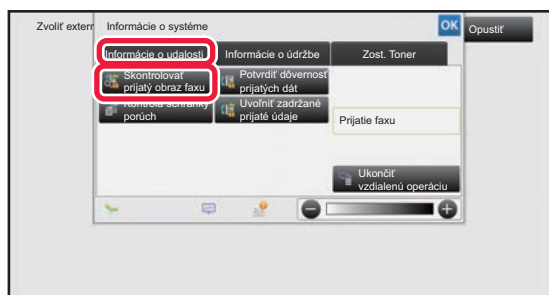 Zvoliť extern
Informácie o systéme
OK
Opustiť
Informácie o udalosti
Informácie o údržbe
Zost. Toner
Skontrolovať
prijatý obraz faxu
Potvrdiť dôvernosť
prijatých dát
Kontrola schránky
porúch
Uvoľniť zadržané
prijaté údaje
Prijatie faxu
Ukončiť
vzdialenú operáciu